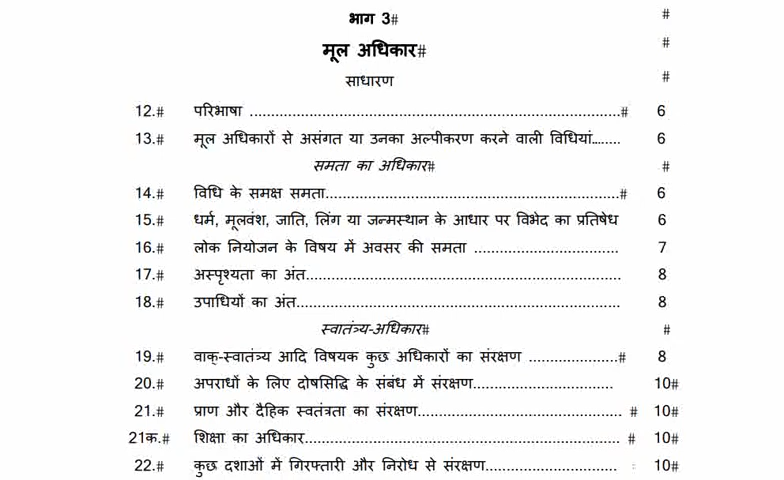 भाग 3# #
मूल अधिकार# #
साधारण #
12.# परिभाषा ........................................................................................# 6
13.# मूल अधिकारों से असंगत या उनका अल्पीकरण करने वाली विधियां......... 6
समता का अधिकार# #
14.# विधि के समक्ष समता......................................................................# 6
15.# धर्म, मूलवंश, जाति, लिंग या जन्मस्थान के आधार पर विभेद का प्रतिषेध 6
16.# लोक नियोजन के विषय में अवसर की समता .................................. 7
17.# अस्पृश्यता का अंत........................................................................... 8
18.# उपाधियों का अंत............................................................................. 8
स्वातंत्र्य-अधिकार# #
19.# वाक्-स्वातंत्र्य आदि विषयक कुछ अधिकारों का संरक्षण .....................# 8
20.# अपराधों के लिए दोषसिद्धि के संबंध में संरक्षण................................. 10#
21.# प्राण और दैहिक स्वतंत्रता का संरक्षण................................................ # 10#
21क.# शिक्षा का अधिकार........................................................................... # 10#
22.# कुछ दशाओं में गिरफ्तारी और निरोध से संरक्षण............................... : 10#